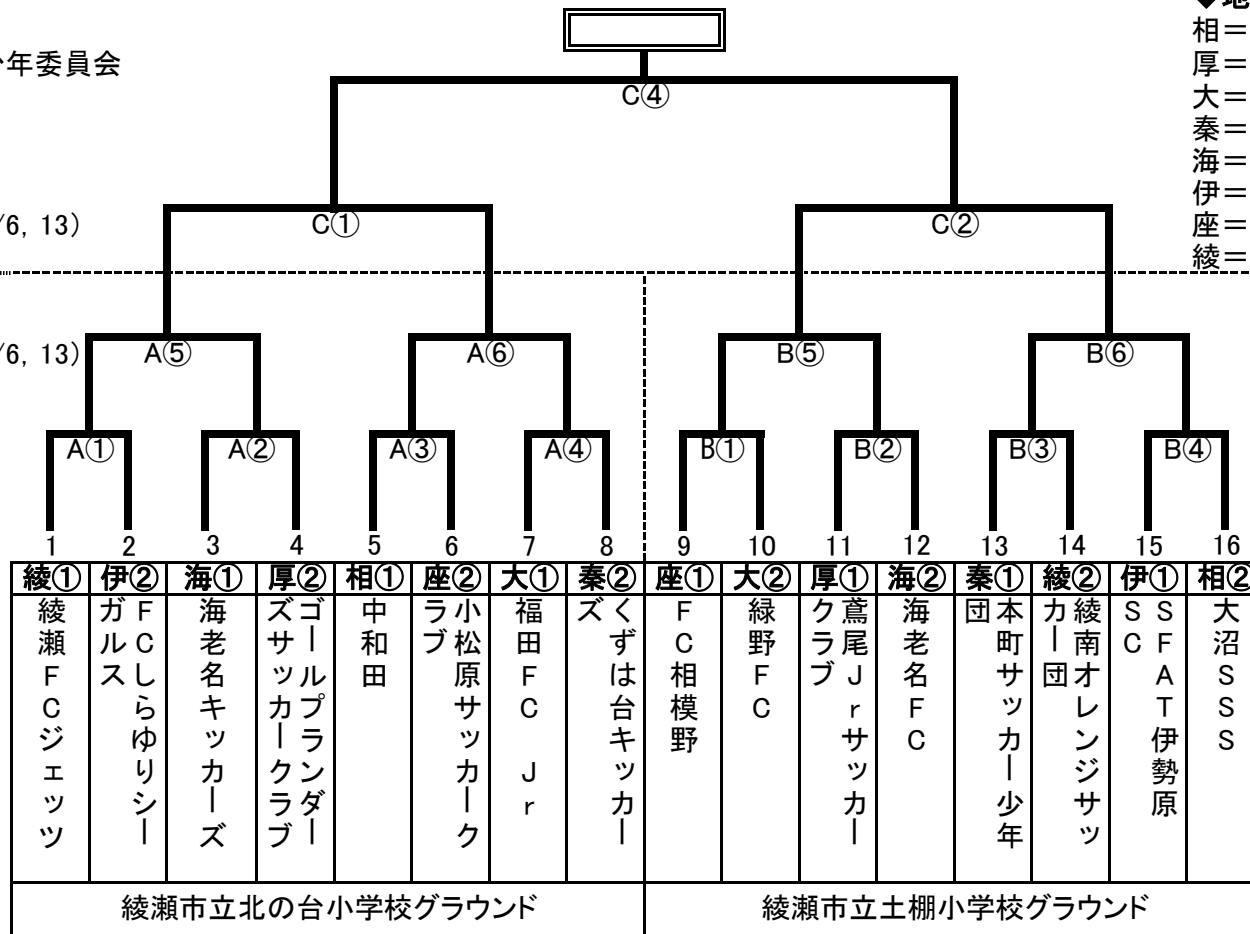 ◆地
相＝
厚＝
大＝
秦＝
海＝
伊＝
座＝
綾＝
年委員会
C④
/6, 13）
C①
C②
/6, 13）
A⑤
A⑥
B⑤
B⑥
A①
A②
A③
A④
B①
B②
B③
B④
1 2 3 4 5 6 7 8 9 10 11 12 13 14 15 16
綾① 伊② 海① 厚② 相① 座② 大① 秦② 座① 大② 厚① 海② 秦① 綾② 伊① 相②
綾瀬FCジェッツ
FCしらゆりシー
ガルス
海老名キッカーズ
ゴールプランダー
ズサッカークラブ
中和田
小松原サッカーク
ラブ
福田FC Jr
くずは台キッカー
ズ
FC相模野
緑野FC
鳶尾Jrサッカー
クラブ
海老名FC
本町サッカー少年
団
綾南オレンジサッ
カー団
SFAT伊勢原
SC
大沼SSS
綾瀬市立北の台小学校グラウンド
綾瀬市立土棚小学校グラウンド